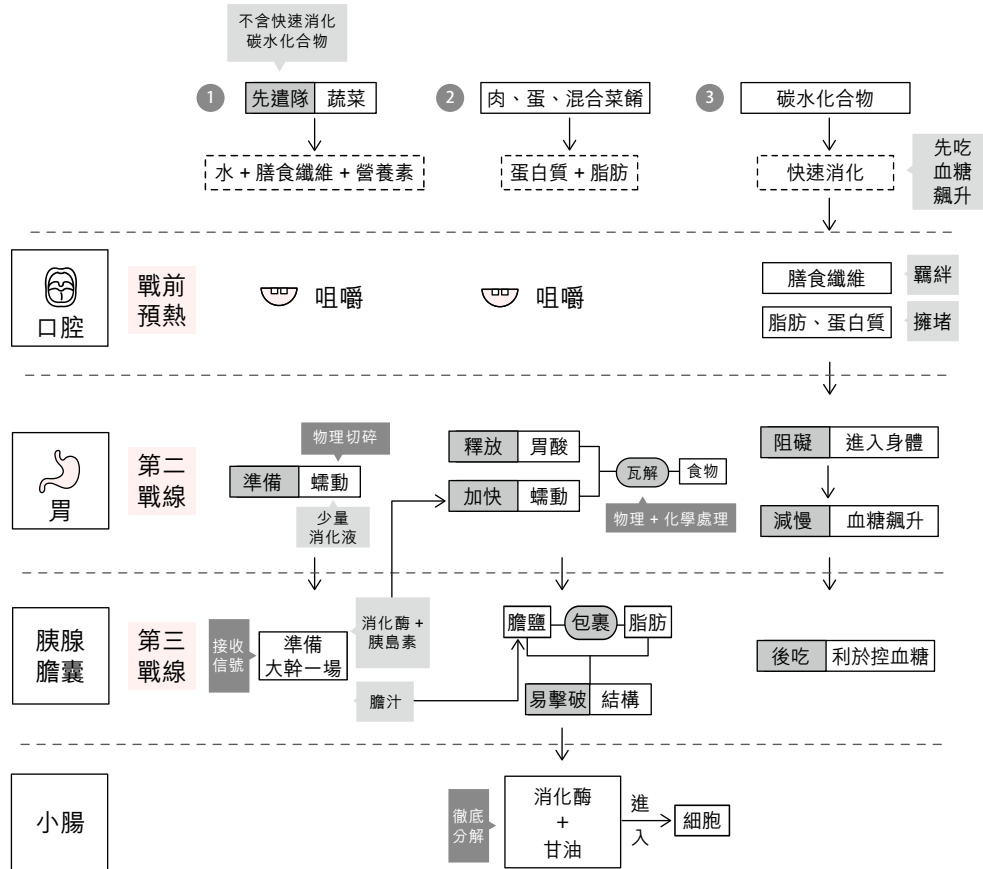 不含快速消化
碳水化合物
1 先遣隊 蔬菜
2 肉、蛋、混合菜餚
3 碳水化合物
水 + 膳食纖維 + 營養素
蛋白質 + 脂肪
快速消化
先吃
血糖
飆升
口腔
戰前
預熱
咀嚼
咀嚼
膳食纖維
羈絆
脂肪、蛋白質
擁堵
胃
第二
戰線
物理切碎
準備 蠕動
少量
消化液
釋放 胃酸
加快 蠕動
瓦解
食物
物理 + 化學處理
阻礙 進入身體
減慢 血糖飆升
胰腺
膽囊
第三
戰線
接收
信號
準備
大幹一場
消化酶 +
胰島素
膽汁
膽鹽
包裹
脂肪
易擊破 結構
後吃 利於控血糖
小腸
徹底
分解
消化酶
+
甘油
進
入
細胞